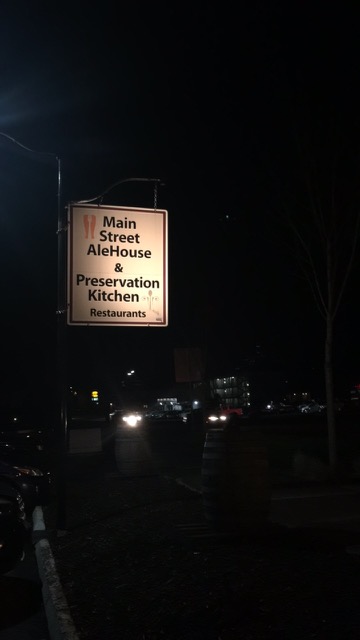 Main
Street
AleHouse
&
Preservation
Kitchen
Restaurants